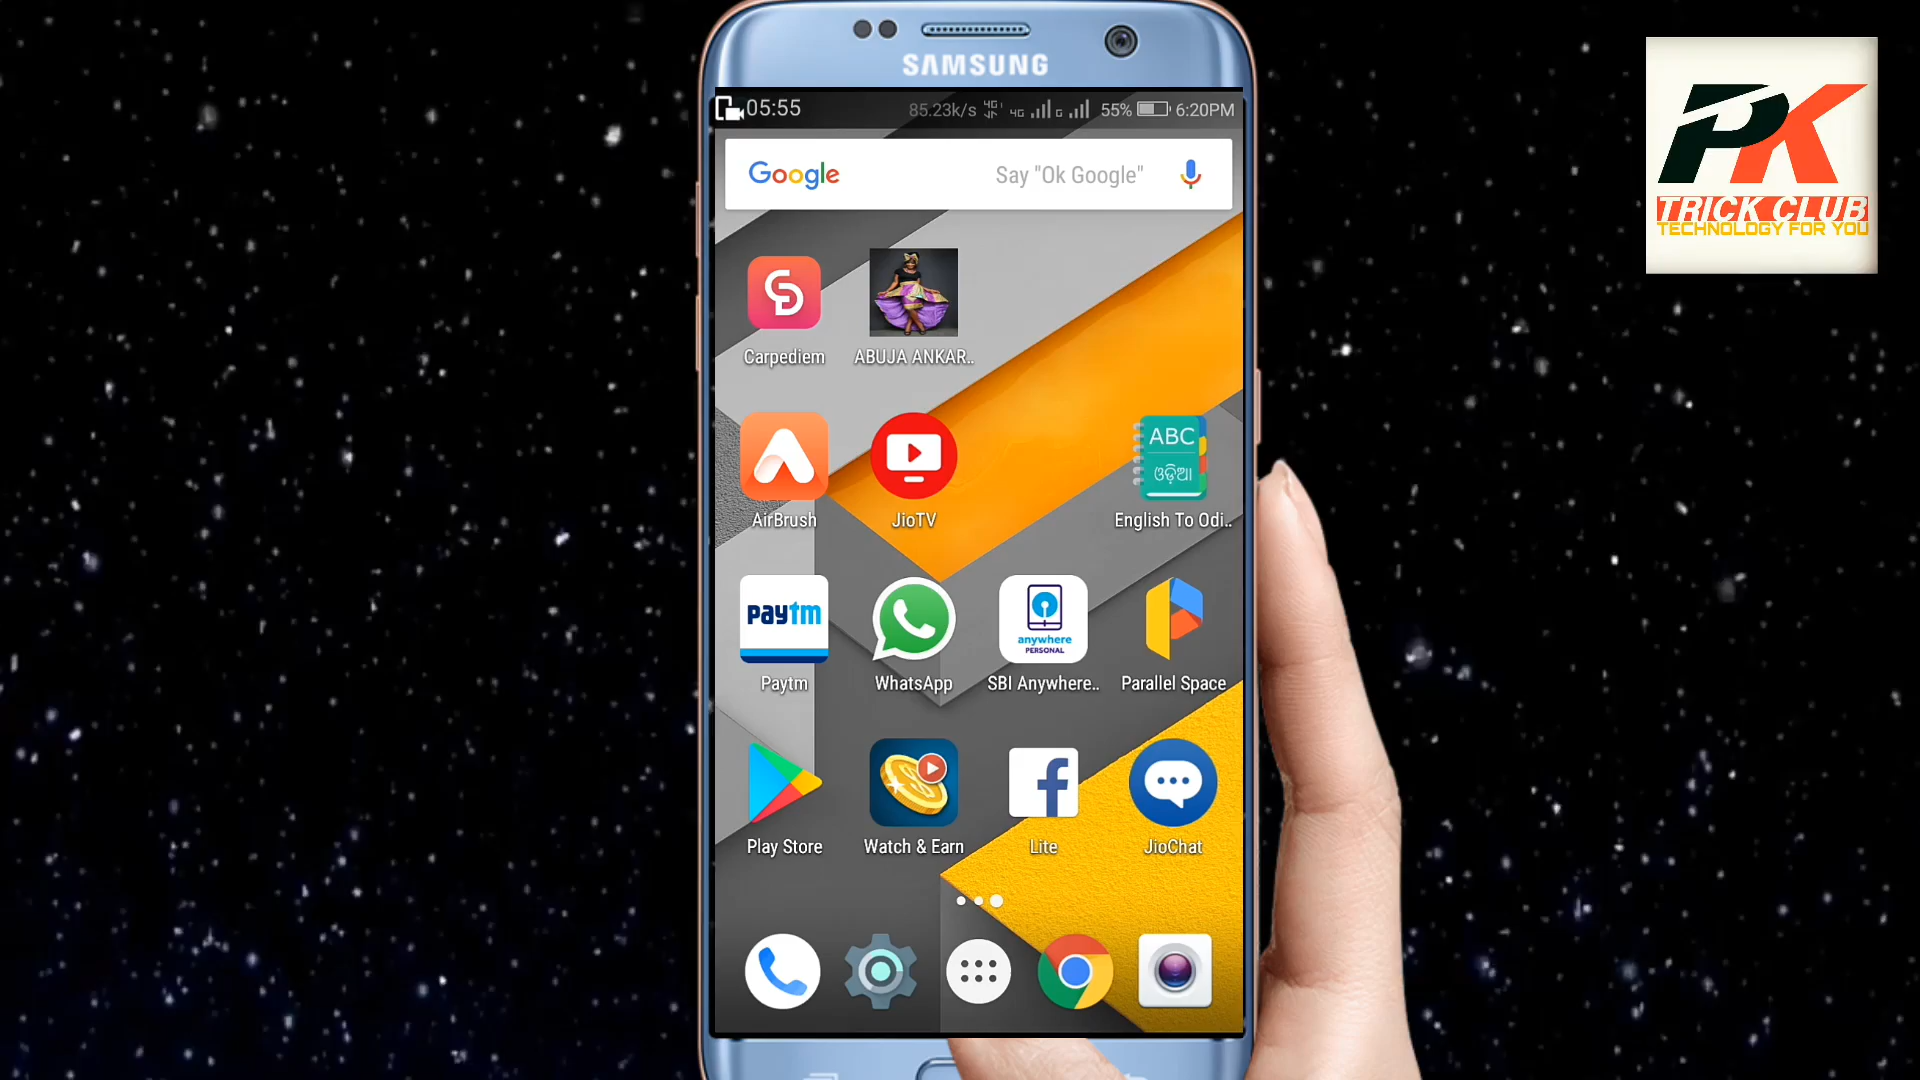 SAMSUNG
05:55 85.23k/s 4G 4G G 55% 6:20PM
Google Say "Ok Google"
Carpediem ABUJA ANKAR..
ABC
ଓଡ଼ିଆ
AirBrush JioTV English To Odi..
paytm
anywhere
PERSONAL
Paytm WhatsApp SBI Anywhere.. Parallel Space
Play Store Watch & Earn Lite JioChat
PK
TRICK CLUB
TECHNOLOGY FOR YOU